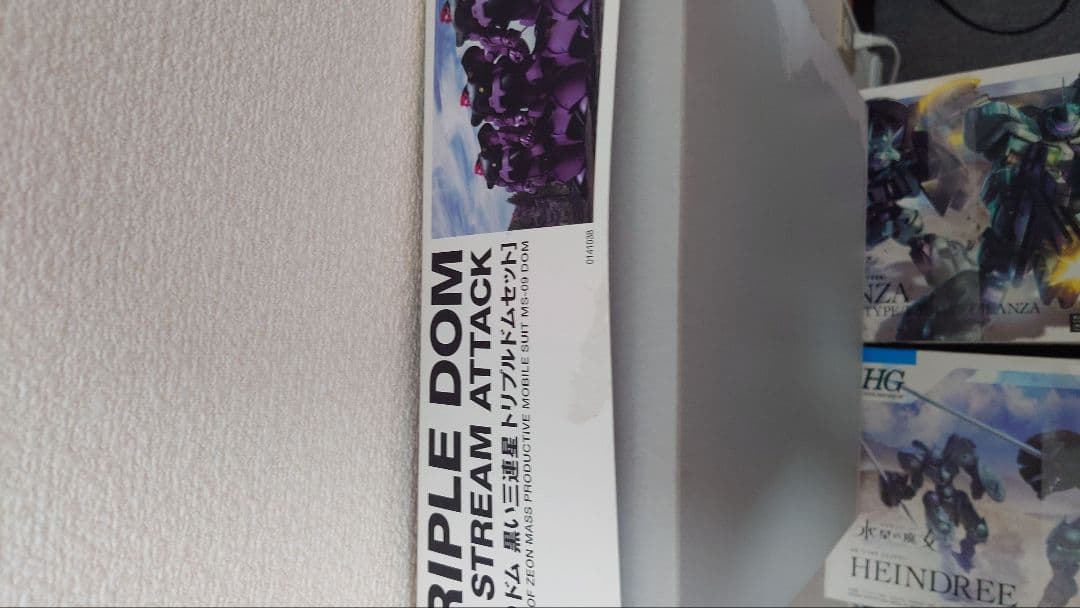 RIPLE DOM
STREAM ATTACK
ドム 黒い三連星 トリプルドムセット]
OF ZEON MASS PRODUCTIVE MOBILE SUIT MS-09 DOM
0141038
NZA
HG
水星の魔女
HEINDREE